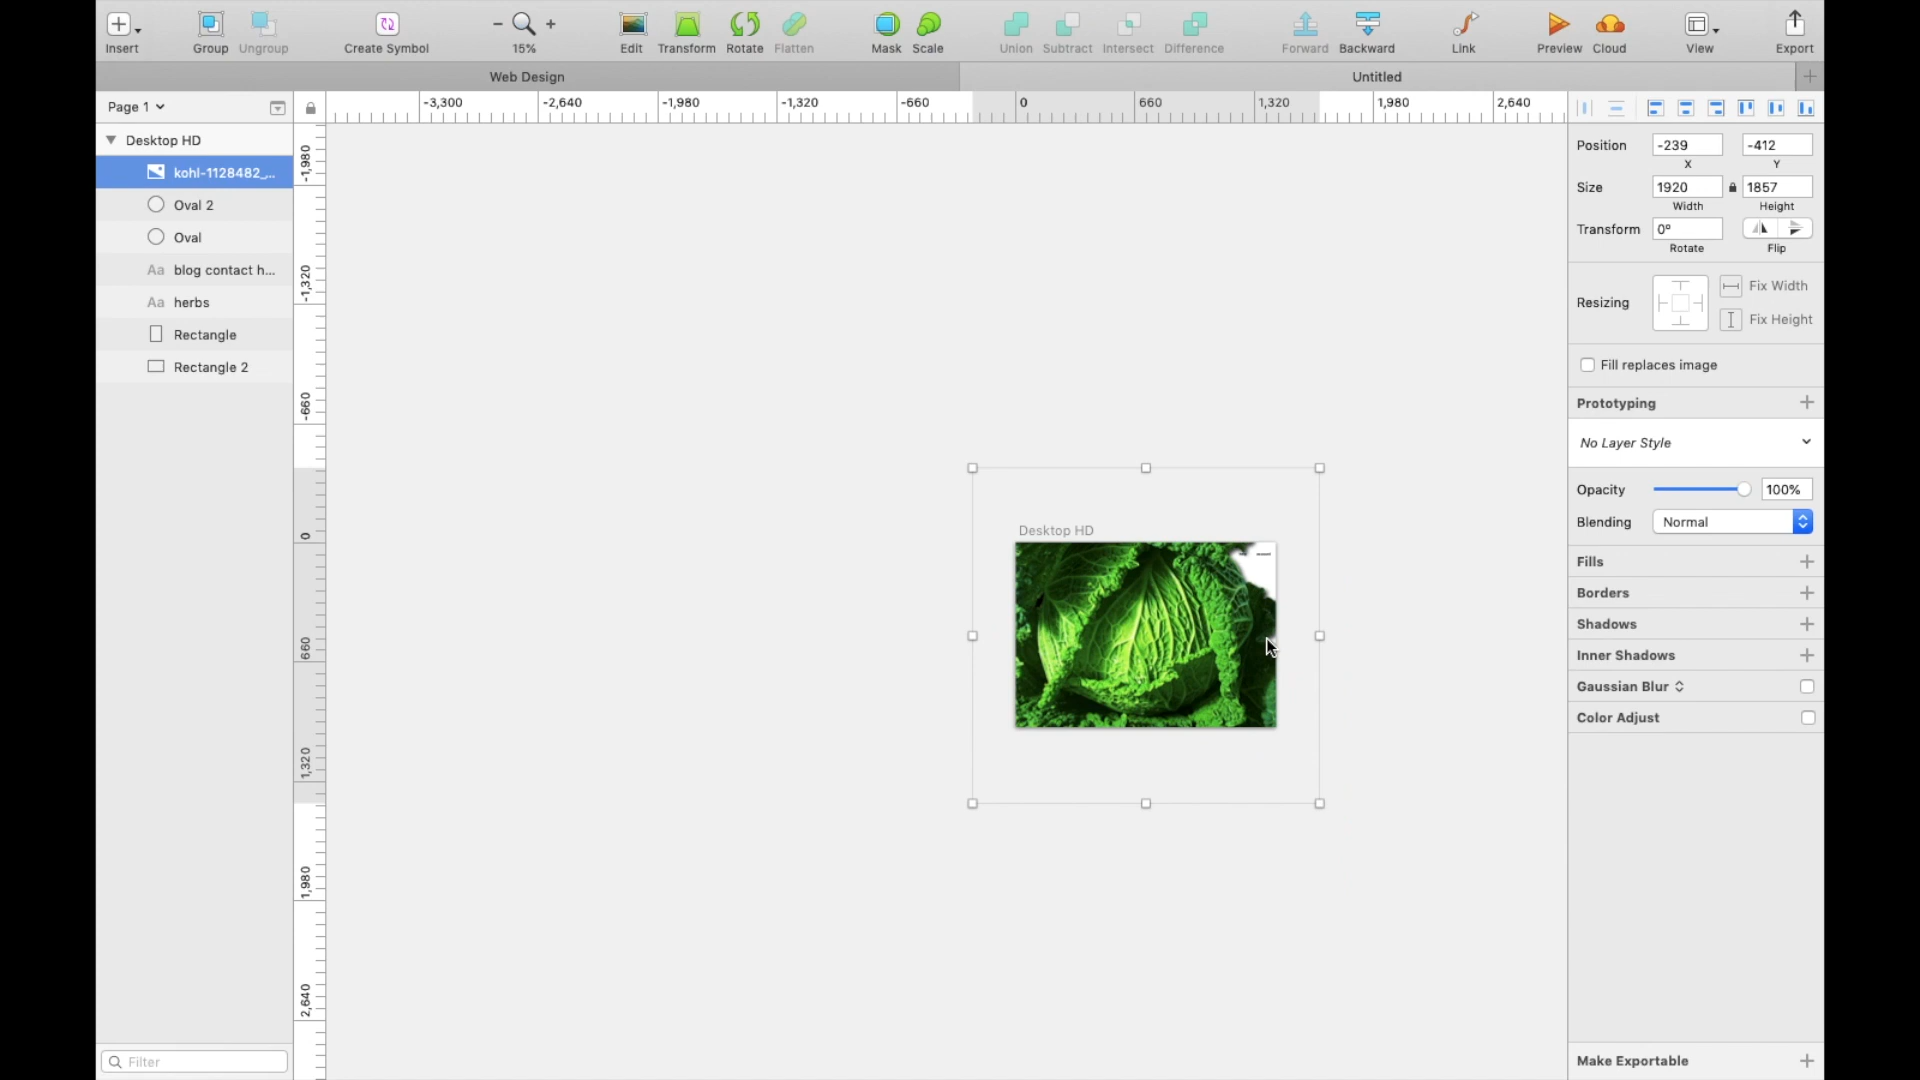 Insert
Group
Ungroup
Create Symbol
15%
Edit
Transform
Rotate
Flatten
Mask
Scale
Union
Subtract
Intersect
Difference
Forward
Backward
Link
Preview
Cloud
View
Export
Web Design
Untitled
Page 1
-3,300
-2,640
-1,980
-1,320
-660
0
660
1,320
1,980
2,640
Desktop HD
kohl-1128482_...
Oval 2
Oval
Aa blog contact h...
Aa herbs
Rectangle
Rectangle 2
Filter
-1,980
-1,320
-660
0
660
1,320
1,980
2,640
Desktop HD
Position -239 -412
X Y
Size 1920 1857
Width Height
Transform 0°
Rotate Flip
Resizing
Fix Width
Fix Height
Fill replaces image
Prototyping
No Layer Style
Opacity 100%
Blending Normal
Fills
Borders
Shadows
Inner Shadows
Gaussian Blur
Color Adjust
Make Exportable